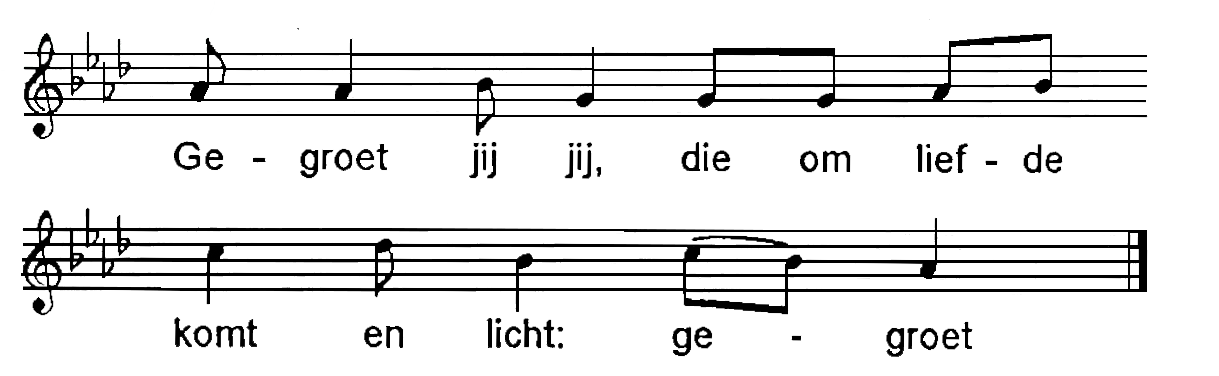 Ge - groet jij jij, die om lief - de
komt en licht: ge - groet